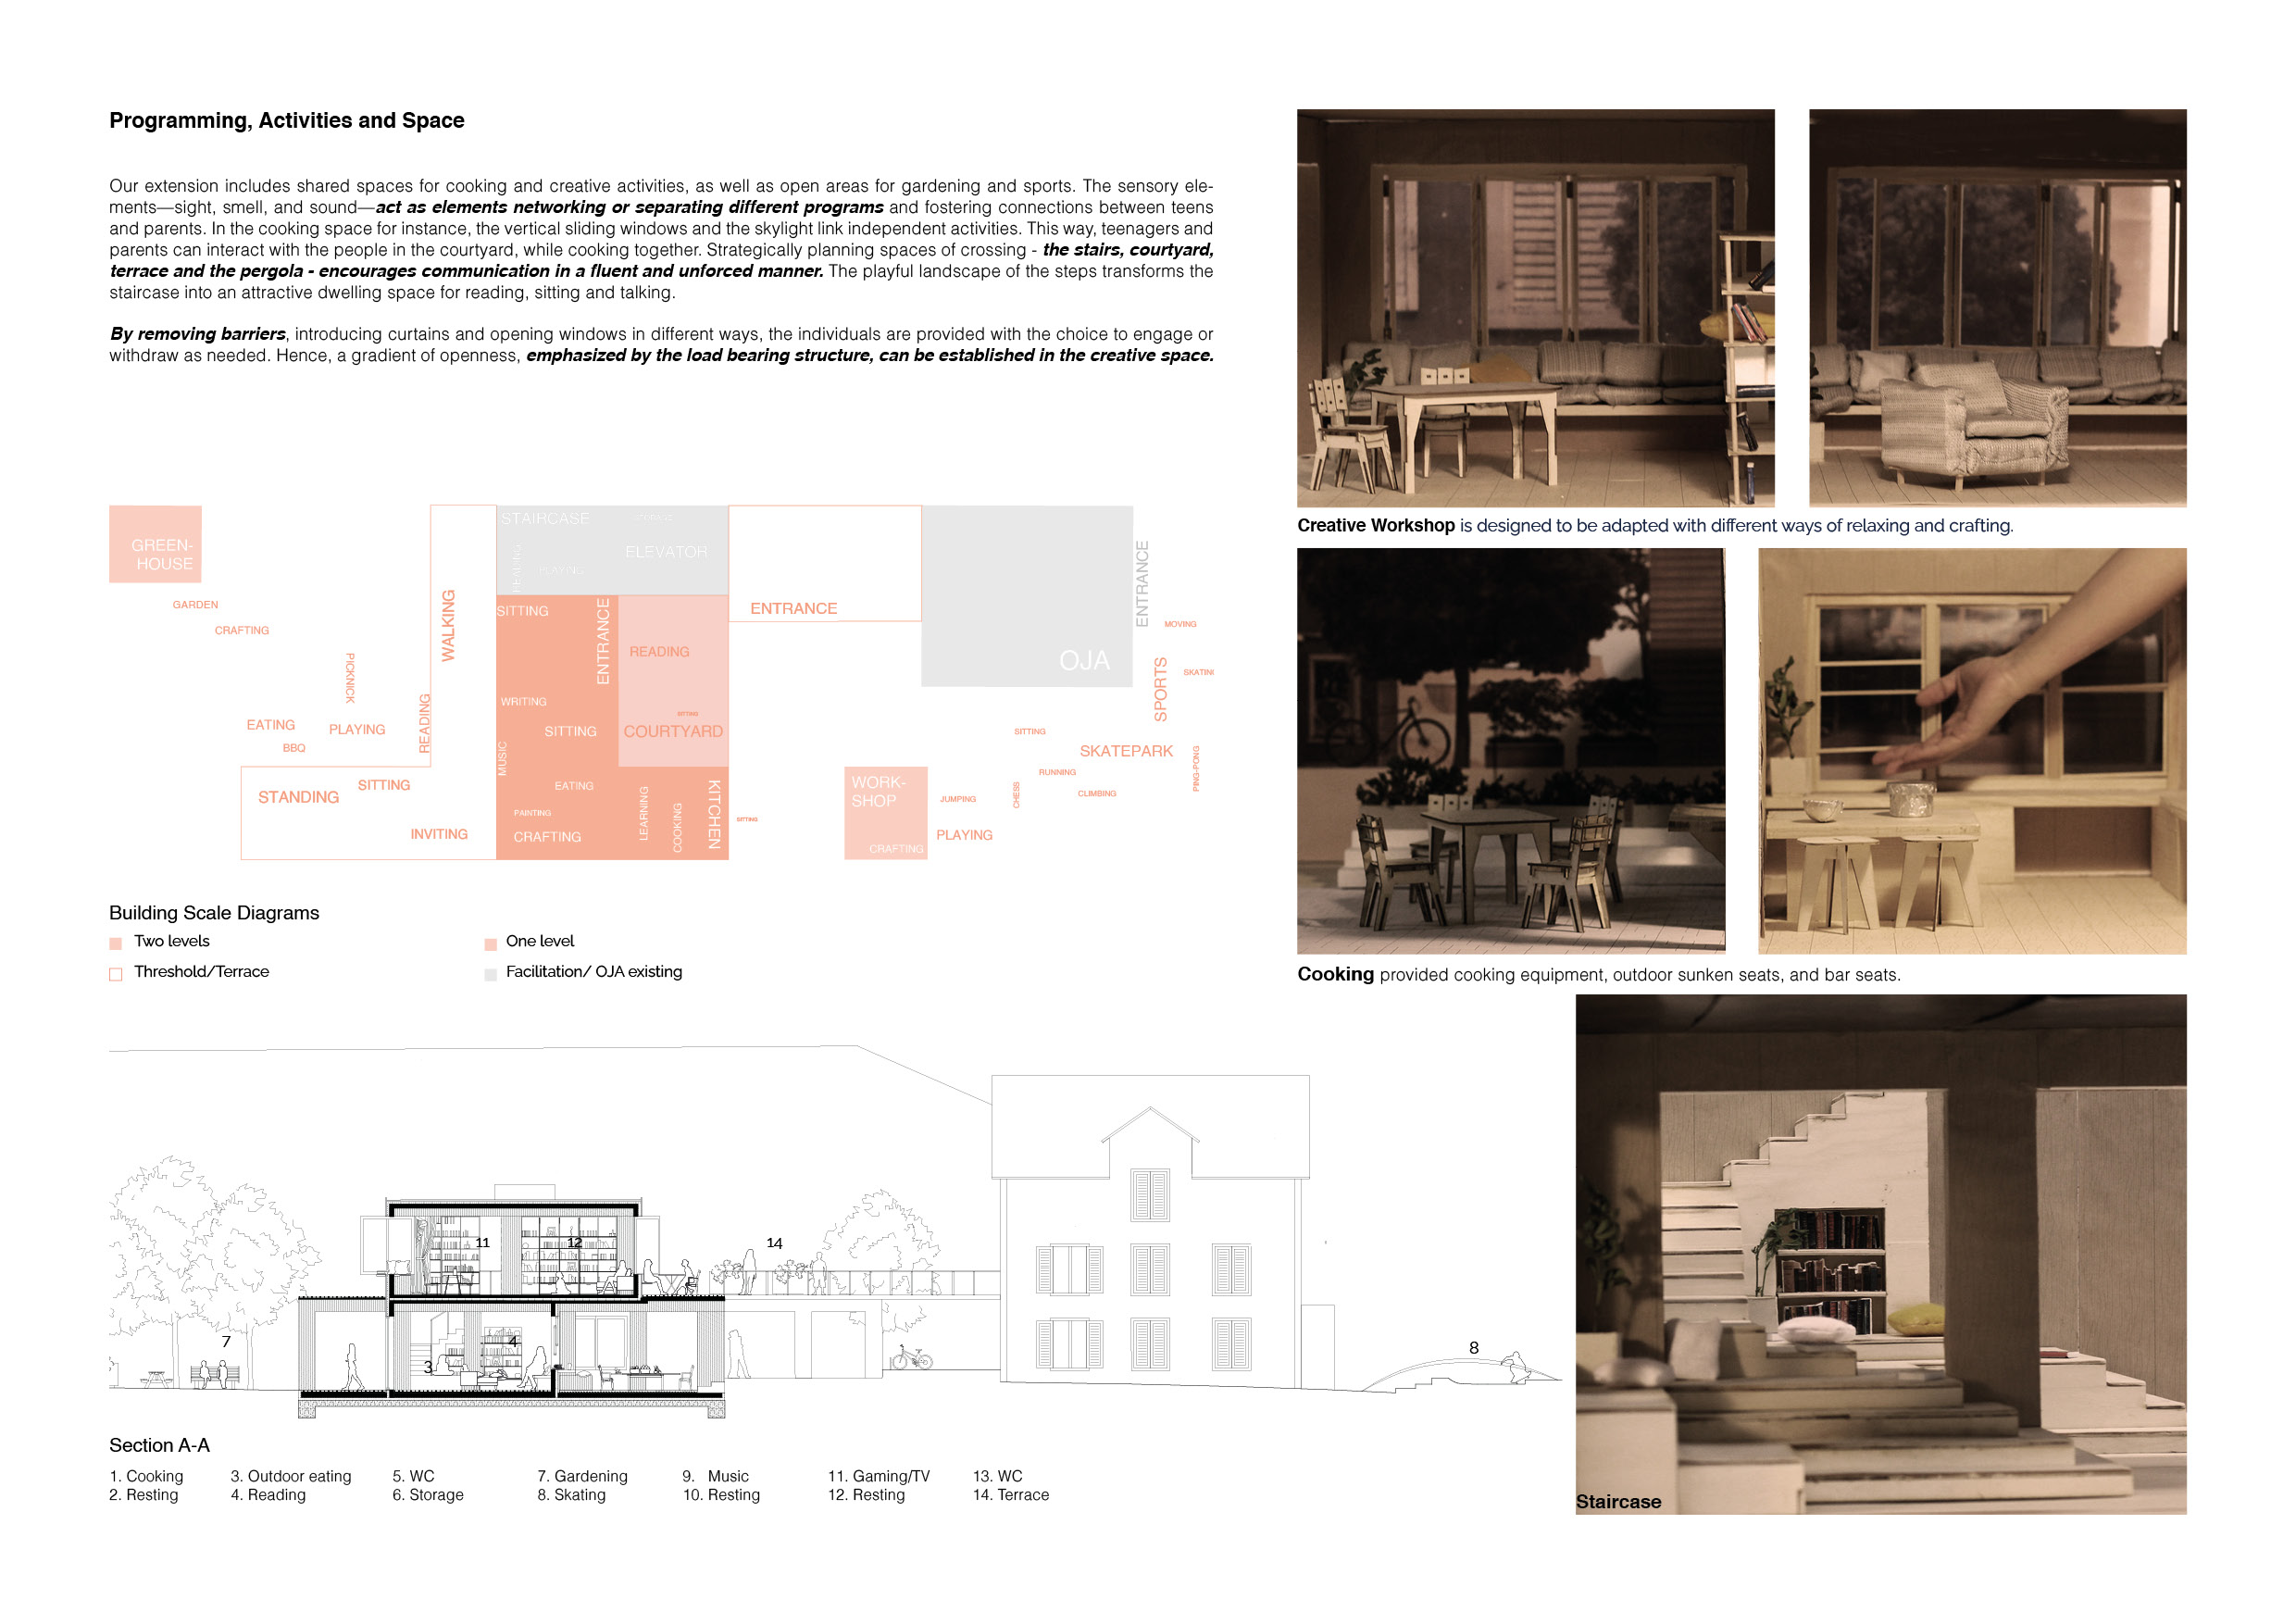 Programming, Activities and Space
Our extension includes shared spaces for cooking and creative activities, as well as open areas for gardening and sports. The sensory ele-
ments—sight, smell, and sound—act as elements networking or separating different programs and fostering connections between teens
and parents. In the cooking space for instance, the vertical sliding windows and the skylight link independent activities. This way, teenagers and
parents can interact with the people in the courtyard, while cooking together. Strategically planning spaces of crossing - the stairs, courtyard,
terrace and the pergola - encourages communication in a fluent and unforced manner. The playful landscape of the steps transforms the
staircase into an attractive dwelling space for reading, sitting and talking.
By removing barriers, introducing curtains and opening windows in different ways, the individuals are provided with the choice to engage or
withdraw as needed. Hence, a gradient of openness, emphasized by the load bearing structure, can be established in the creative space.
GREEN-
HOUSE
GARDEN
CRAFTING
PICKNICK
EATING
BBQ
PLAYING
READING
WALKING
STANDING
SITTING
INVITING
STAIRCASE
ELEVATOR
READING
PLAYING
SITTING
ENTRANCE
READING
WRITING
SITTING
SITTING
COURTYARD
MUSIC
EATING
PAINTING
CRAFTING
LEARNING
COOKING
KITCHEN
SITTING
ENTRANCE
OJA
ENTRANCE
MOVING
SKATIN
SPORTS
SITTING
SKATEPARK
RUNNING
PING-PONG
CLIMBING
CHESS
WORK-
SHOP
CRAFTING
JUMPING
PLAYING
Building Scale Diagrams
Two levels
One level
Threshold/Terrace
Facilitation/ OJA existing
Creative Workshop is designed to be adapted with different ways of relaxing and crafting.
Cooking provided cooking equipment, outdoor sunken seats, and bar seats.
Staircase
11
12
14
7
3
4
8
Section A-A
1. Cooking
2. Resting
3. Outdoor eating
4. Reading
5. WC
6. Storage
7. Gardening
8. Skating
9. Music
10. Resting
11. Gaming/TV
12. Resting
13. WC
14. Terrace